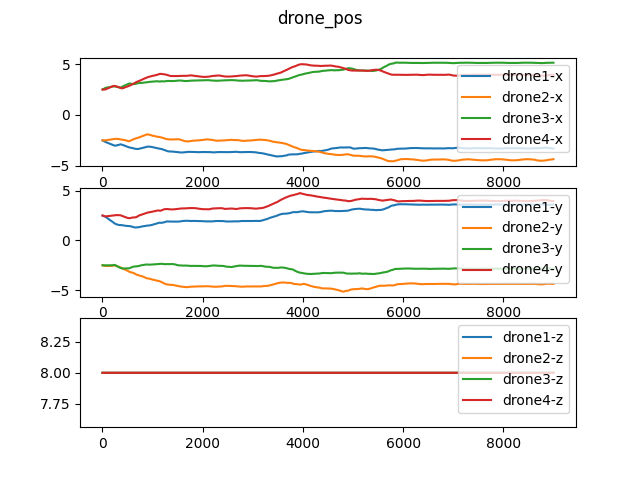 drone_pos
5
0
−5
drone1-x
drone2-x
drone3-x
drone4-x
0 2000 4000 6000 8000
5
0
−5
drone1-y
drone2-y
drone3-y
drone4-y
0 2000 4000 6000 8000
8.25
8.00
7.75
drone1-z
drone2-z
drone3-z
drone4-z
0 2000 4000 6000 8000